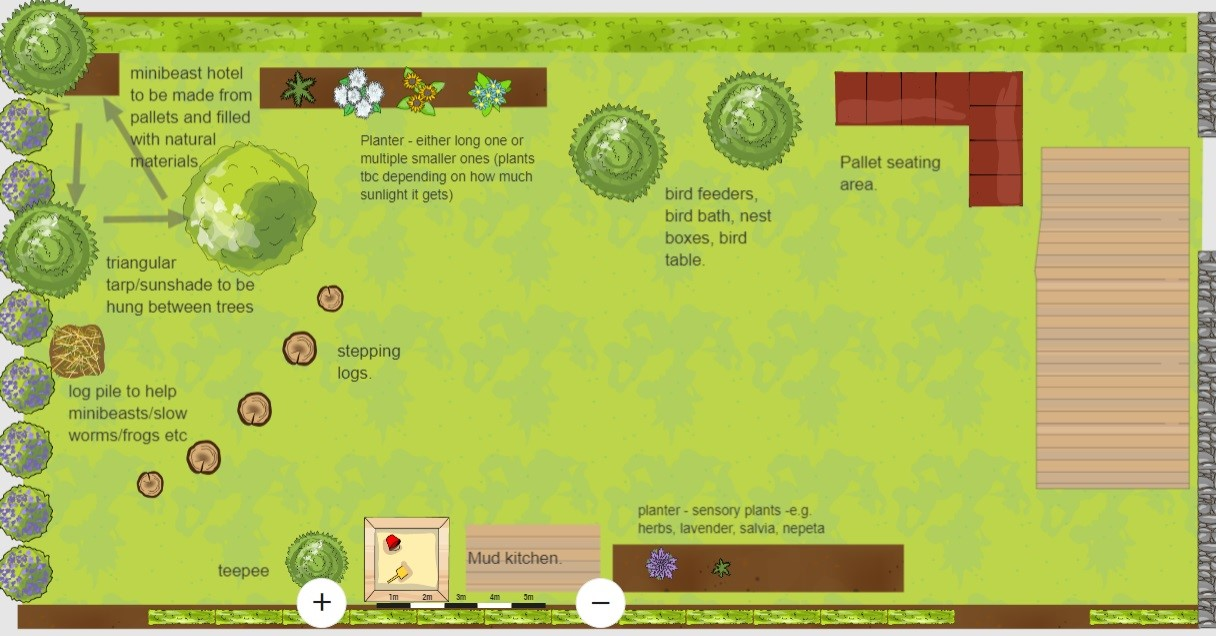 minibeast hotel
to be made from
pallets and filled
with natural
materials.
Planter - either long one or
multiple smaller ones (plants
tbc depending on how much
sunlight it gets)
bird feeders,
bird bath, nest
boxes, bird
table.
Pallet seating
area.
triangular
tarp/sunshade to be
hung between trees
stepping
logs.
log pile to help
minibeasts/slow
worms/frogs etc
planter - sensory plants -e.g.
herbs, lavender, salvia, nepeta
teepee
Mud kitchen.
+
1m 2m 3m 4m 5m
−